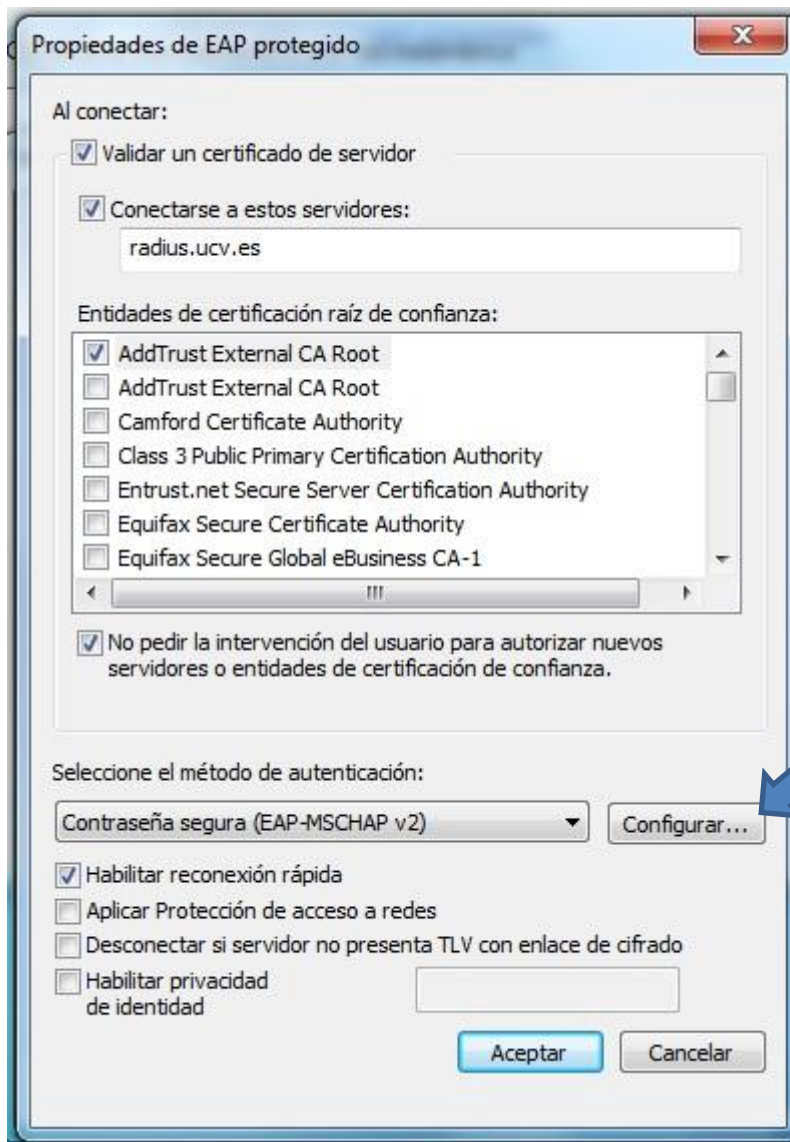 Propiedades de EAP protegido
Al conectar:
Validar un certificado de servidor
Conectarse a estos servidores:
radius.ucv.es
Entidades de certificación raíz de confianza:
AddTrust External CA Root
AddTrust External CA Root
Camford Certificate Authority
Class 3 Public Primary Certification Authority
Entrust.net Secure Server Certification Authority
Equifax Secure Certificate Authority
Equifax Secure Global eBusiness CA-1
No pedir la intervención del usuario para autorizar nuevos
servidores o entidades de certificación de confianza.
Seleccione el método de autenticación:
Contraseña segura (EAP-MSCHAP v2) Configurar...
Habilitar reconexión rápida
Aplicar Protección de acceso a redes
Desconectar si servidor no presenta TLV con enlace de cifrado
Habilitar privacidad
de identidad
Aceptar Cancelar